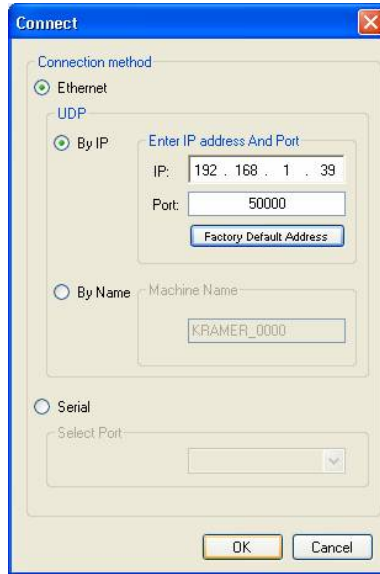 Connect
Connection method
Ethernet
UDP
By IP
Enter IP address And Port
IP: 192 . 168 . 1 . 39
Port: 50000
Factory Default Address
By Name
Machine Name
KRAMER_0000
Serial
Select Port
OK Cancel